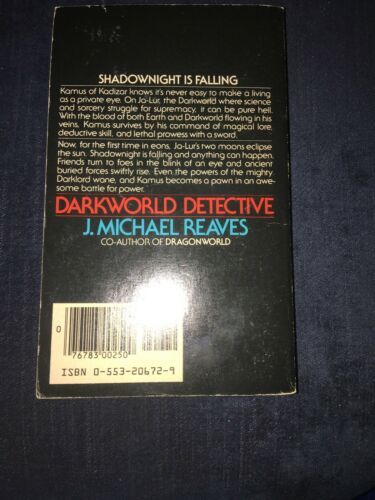 SHADOWNIGHT IS FALLING
Kamus of Kadizar knows it's never easy to make a living
as a private eye. On Ja-Lur, the Darkworld where science
and sorcery struggle for supremacy, it can be pure hell.
With the blood of both Earth and Darkworld flowing in his
veins, Kamus survives by his command of magical lore,
deductive skill, and lethal prowess with a sword.
Now, for the first time in eons, Ja-Lur's two moons eclipse
the sun. Shadownight is falling and anything can happen.
Friends turn to foes in the blink of an eye and ancient
buried forces swiftly rise. Even the powers of the mighty
Darklord wane, and Kamus becomes a pawn in an awe-
some battle for power.
DARKWORLD DETECTIVE
J. MICHAEL REAVES
CO-AUTHOR OF DRAGONWORLD
0
76783 00250
ISBN 0-553-20672-9